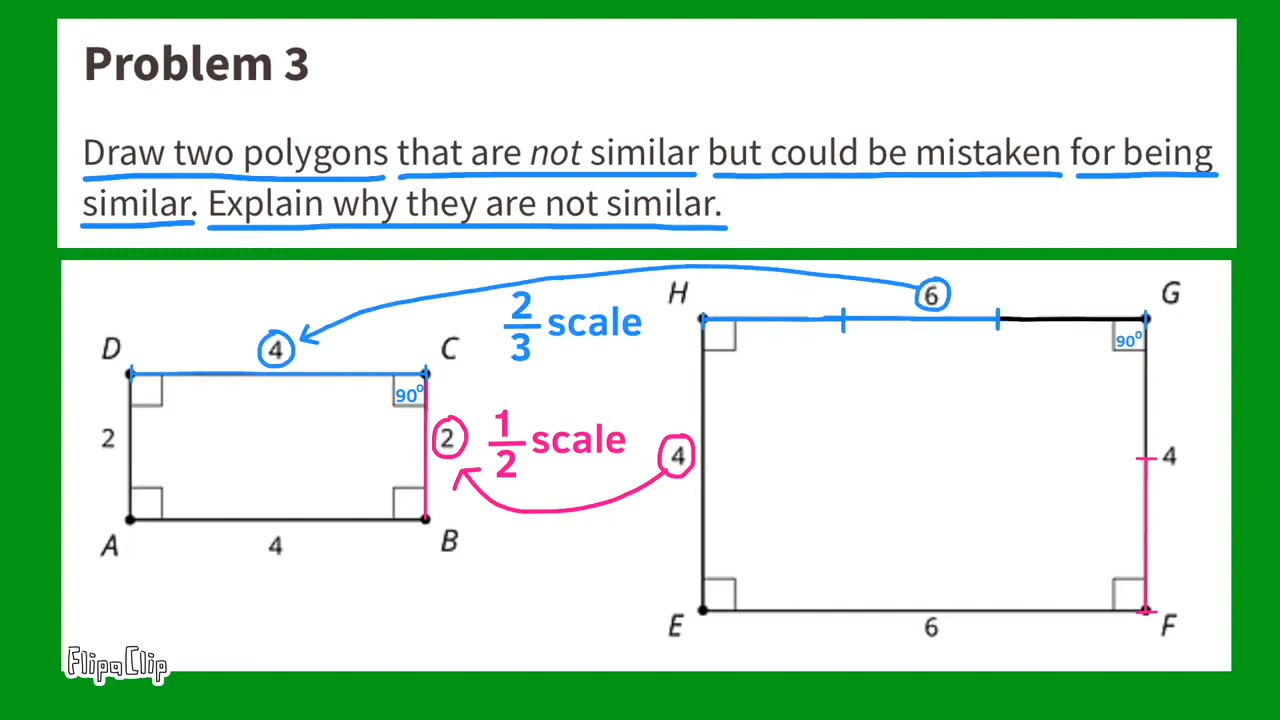 Problem 3
Draw two polygons that are not similar but could be mistaken for being
similar. Explain why they are not similar.
H 6 G
2/3 scale
90°
D 4 C
90°
2 2 1/2 scale 4 4
A 4 B
E 6 F
FlipaClip